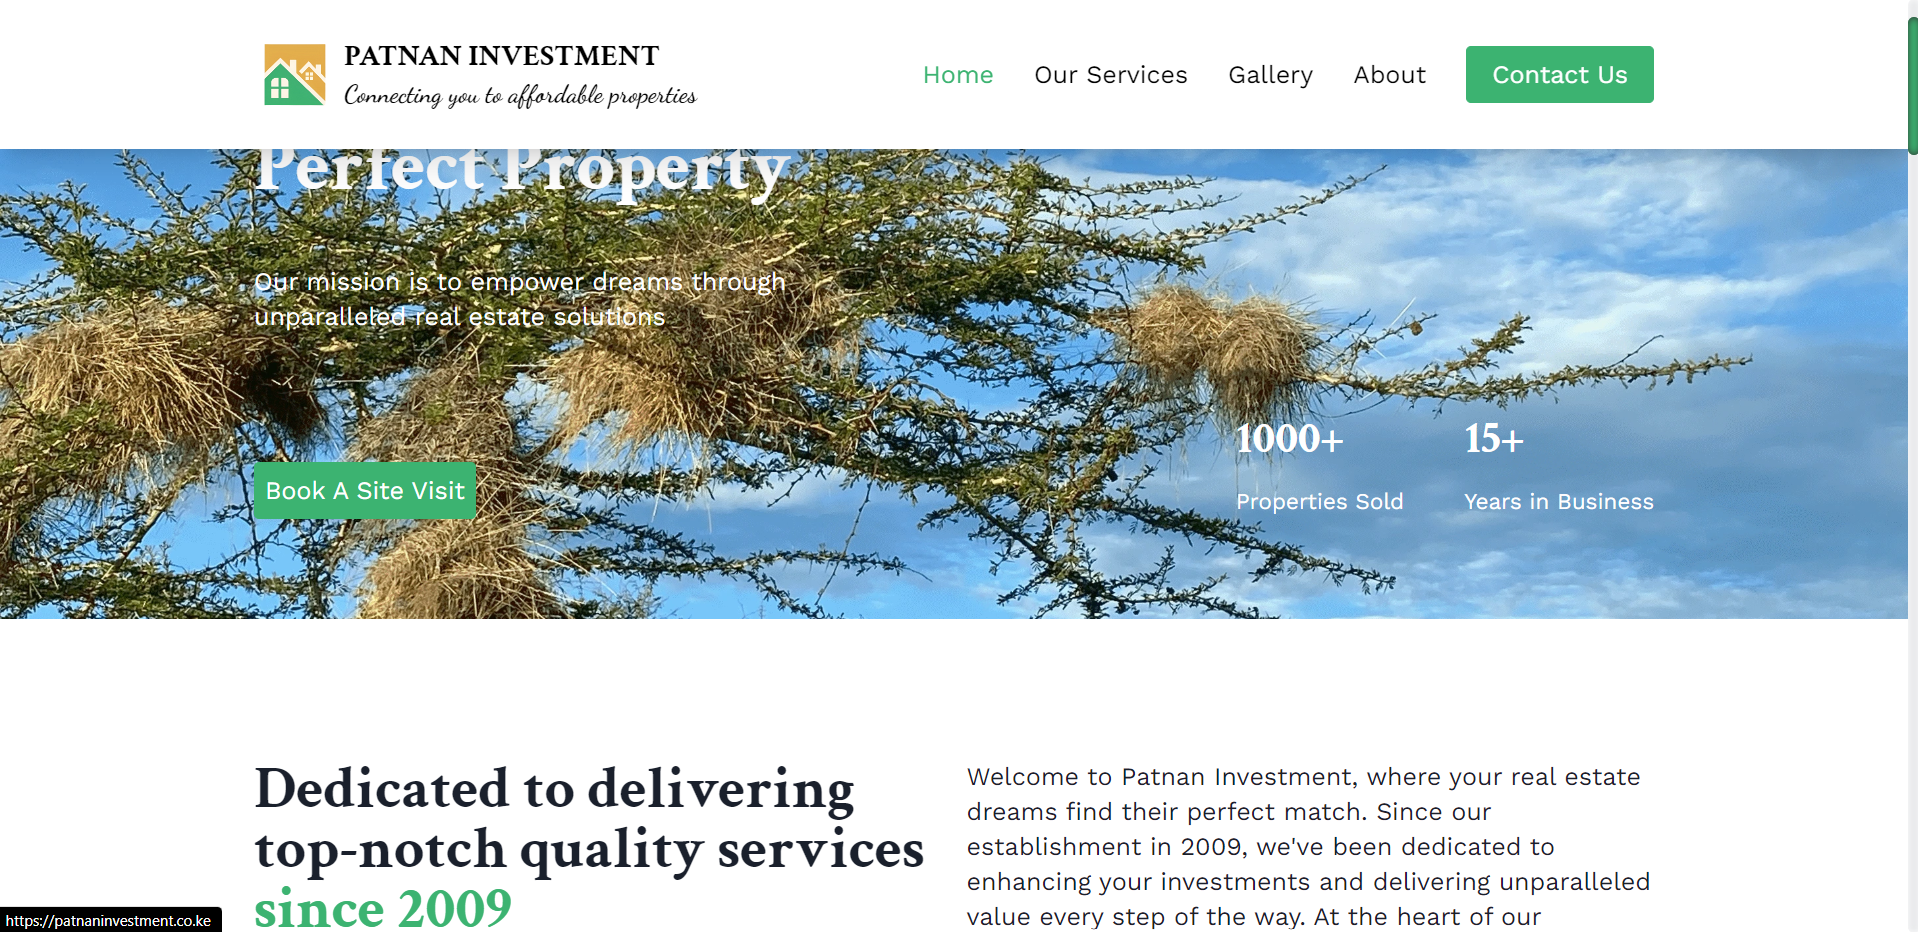 PATNAN INVESTMENT
Connecting you to affordable properties
Home
Our Services
Gallery
About
Contact Us
Perfect Property
Our mission is to empower dreams through
unparalleled real estate solutions
Book A Site Visit
1000+
Properties Sold
15+
Years in Business
Dedicated to delivering
top-notch quality services
since 2009
Welcome to Patnan Investment, where your real estate
dreams find their perfect match. Since our
establishment in 2009, we've been dedicated to
enhancing your investments and delivering unparalleled
value every step of the way. At the heart of our
https://patnaninvestment.co.ke